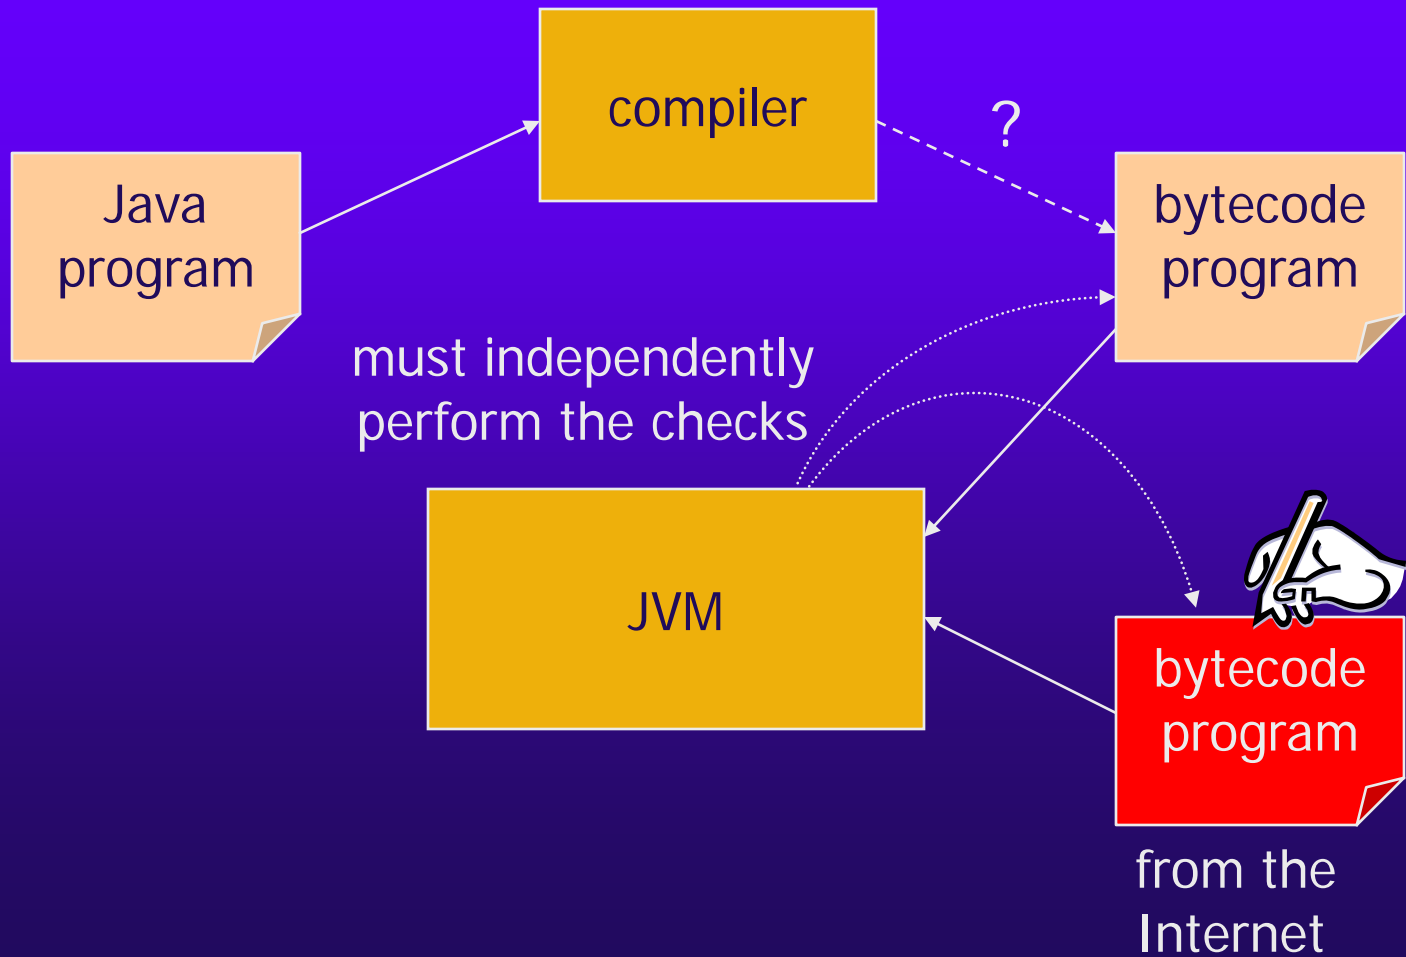 compiler
?
Java
program
bytecode
program
must independently
perform the checks
JVM
bytecode
program
from the
Internet